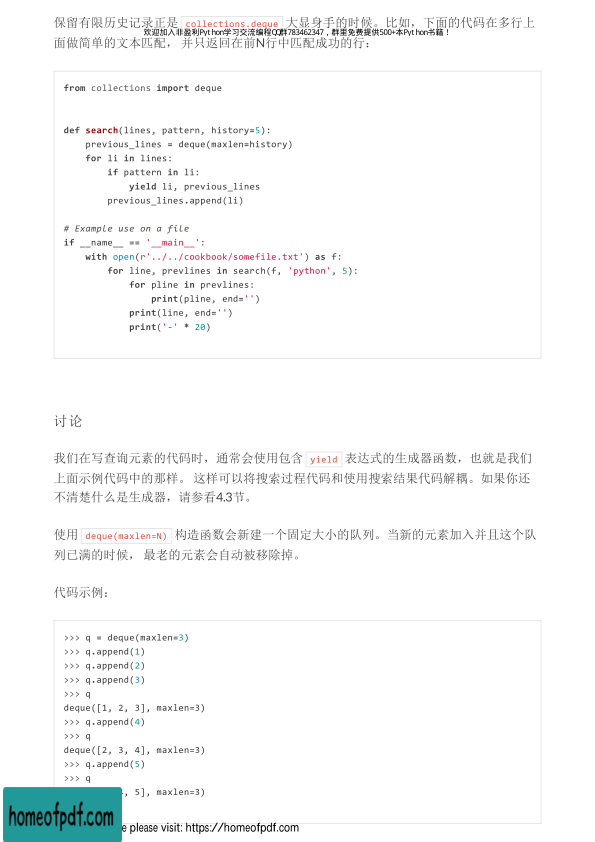 保留有限历史记录正是 collections.deque 大显身手的时候。比如，下面的代码在多行上
欢迎加入非盈利Python学习交流编程QQ群783462347，群里免费提供500+本Python书籍！
面做简单的文本匹配， 并只返回在前N行中匹配成功的行：
from collections import deque
def search(lines, pattern, history=5):
    previous_lines = deque(maxlen=history)
    for li in lines:
        if pattern in li:
            yield li, previous_lines
        previous_lines.append(li)
# Example use on a file
if __name__ == '__main__':
    with open(r'../../cookbook/somefile.txt') as f:
        for line, prevlines in search(f, 'python', 5):
            for pline in prevlines:
                print(pline, end='')
            print(line, end='')
            print('-' * 20)
讨论
我们在写查询元素的代码时，通常会使用包含 yield 表达式的生成器函数，也就是我们
上面示例代码中的那样。 这样可以将搜索过程代码和使用搜索结果代码解耦。如果你还
不清楚什么是生成器，请参看4.3节。
使用 deque(maxlen=N) 构造函数会新建一个固定大小的队列。当新的元素加入并且这个队
列已满的时候， 最老的元素会自动被移除掉。
代码示例：
>>> q = deque(maxlen=3)
>>> q.append(1)
>>> q.append(2)
>>> q.append(3)
>>> q
deque([1, 2, 3], maxlen=3)
>>> q.append(4)
>>> q
deque([2, 3, 4], maxlen=3)
>>> q.append(5)
>>> q
, 5], maxlen=3)
homeofpdf.com
please visit: https://homeofpdf.com